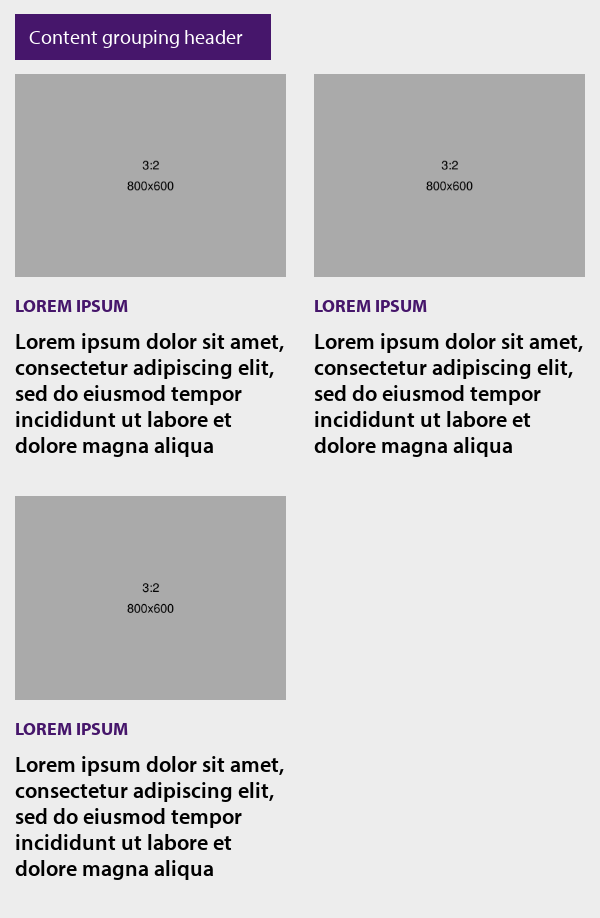 Content grouping header
3:2
800x600
LOREM IPSUM
Lorem ipsum dolor sit amet,
consectetur adipiscing elit,
sed do eiusmod tempor
incididunt ut labore et
dolore magna aliqua
3:2
800x600
LOREM IPSUM
Lorem ipsum dolor sit amet,
consectetur adipiscing elit,
sed do eiusmod tempor
incididunt ut labore et
dolore magna aliqua
3:2
800x600
LOREM IPSUM
Lorem ipsum dolor sit amet,
consectetur adipiscing elit,
sed do eiusmod tempor
incididunt ut labore et
dolore magna aliqua